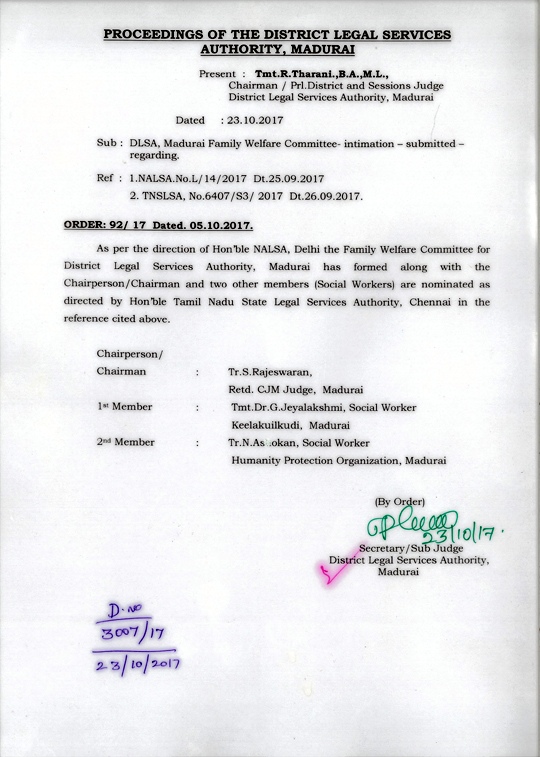 PROCEEDINGS OF THE DISTRICT LEGAL SERVICES
AUTHORITY, MADURAI
Present : Tmt.R.Tharani.,B.A.,M.L.,
Chairman / Prl.District and Sessions Judge
District Legal Services Authority, Madurai
Dated : 23.10.2017
Sub : DLSA, Madurai Family Welfare Committee- intimation – submitted –
regarding.
Ref : 1.NALSA.No.L/14/2017 Dt.25.09.2017
2. TNSLSA, No.6407/S3/ 2017 Dt.26.09.2017.
ORDER: 92/ 17 Dated. 05.10.2017.
As per the direction of Hon'ble NALSA, Delhi the Family Welfare Committee for
District Legal Services Authority, Madurai has formed along with the
Chairperson/Chairman and two other members (Social Workers) are nominated as
directed by Hon'ble Tamil Nadu State Legal Services Authority, Chennai in the
reference cited above.
Chairperson/
Chairman : Tr.S.Rajeswaran,
Retd. CJM Judge, Madurai
1st Member : Tmt.Dr.G.Jeyalakshmi, Social Worker
Keelakuilkudi, Madurai
2nd Member : Tr.N.As.okan, Social Worker
Humanity Protection Organization, Madurai
(By Order)
23/10/17.
Secretary/Sub Judge
District Legal Services Authority,
Madurai
D.NO
3007/17
23/10/2017